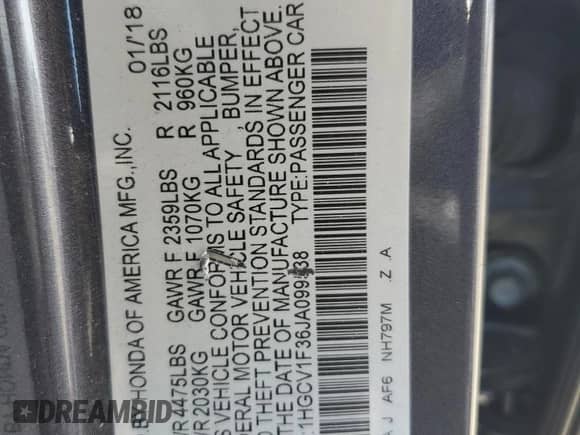 HONDA OF AMERICA MFG.,INC. 01/'18
4475LBS GAWR F 2359LBS R 2116LBS
2030KG GAWR F 1070KG R 960KG
VEHICLE CONFORMS TO ALL APPLICABLE
MOTOR VEHICLE SAFETY, BUMPER,
THEFT PREVENTION STANDARDS IN EFFECT
THE DATE OF MANUFACTURE SHOWN ABOVE.
TYPE:PASSENGER CAR
A J AF6 NH797M .Z .A
DREAMBID